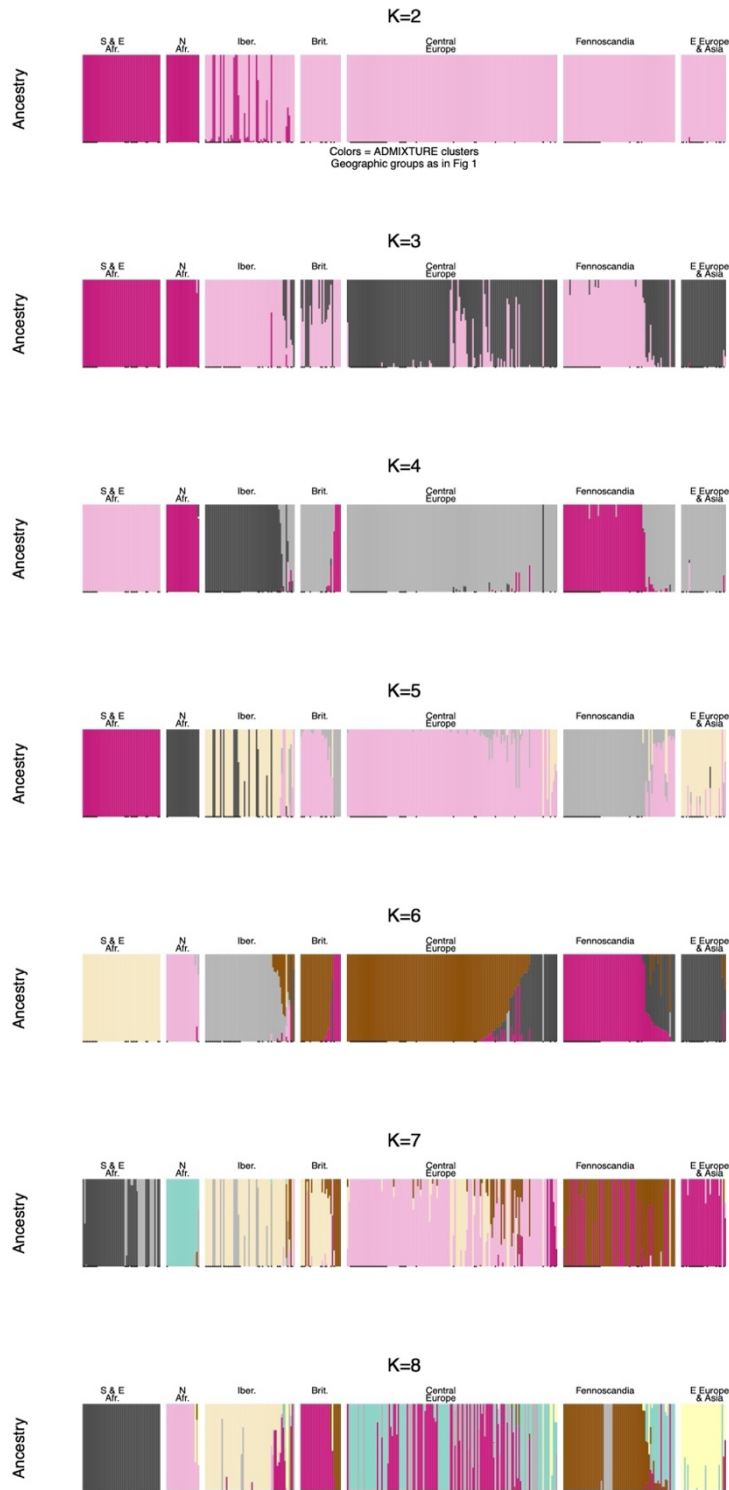 K=2
S & E Afr. N Afr. Iber. Brit. Central Europe Fennoscandia E Europe & Asia
Ancestry
Colors = ADMIXTURE clusters
Geographic groups as in Fig 1
K=3
S & E Afr. N Afr. Iber. Brit. Central Europe Fennoscandia E Europe & Asia
Ancestry
K=4
S & E Afr. N Afr. Iber. Brit. Central Europe Fennoscandia E Europe & Asia
Ancestry
K=5
S & E Afr. N Afr. Iber. Brit. Central Europe Fennoscandia E Europe & Asia
Ancestry
K=6
S & E Afr. N Afr. Iber. Brit. Central Europe Fennoscandia E Europe & Asia
Ancestry
K=7
S & E Afr. N Afr. Iber. Brit. Central Europe Fennoscandia E Europe & Asia
Ancestry
K=8
S & E Afr. N Afr. Iber. Brit. Central Europe Fennoscandia E Europe & Asia
Ancestry